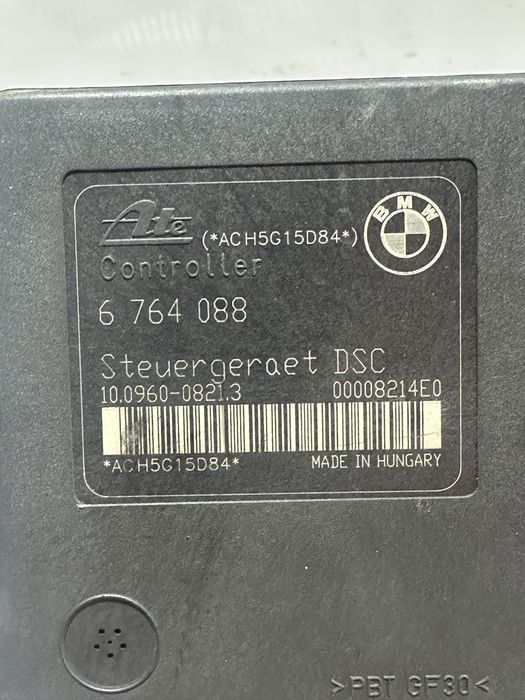 BMW
Ate (*ACH5G15D84*)
Controller
6 764 088
Steuergeraet DSC
10.0960-0821.3 00008214E0
*ACH5G15D84* MADE IN HUNGARY
>PBT GF30<